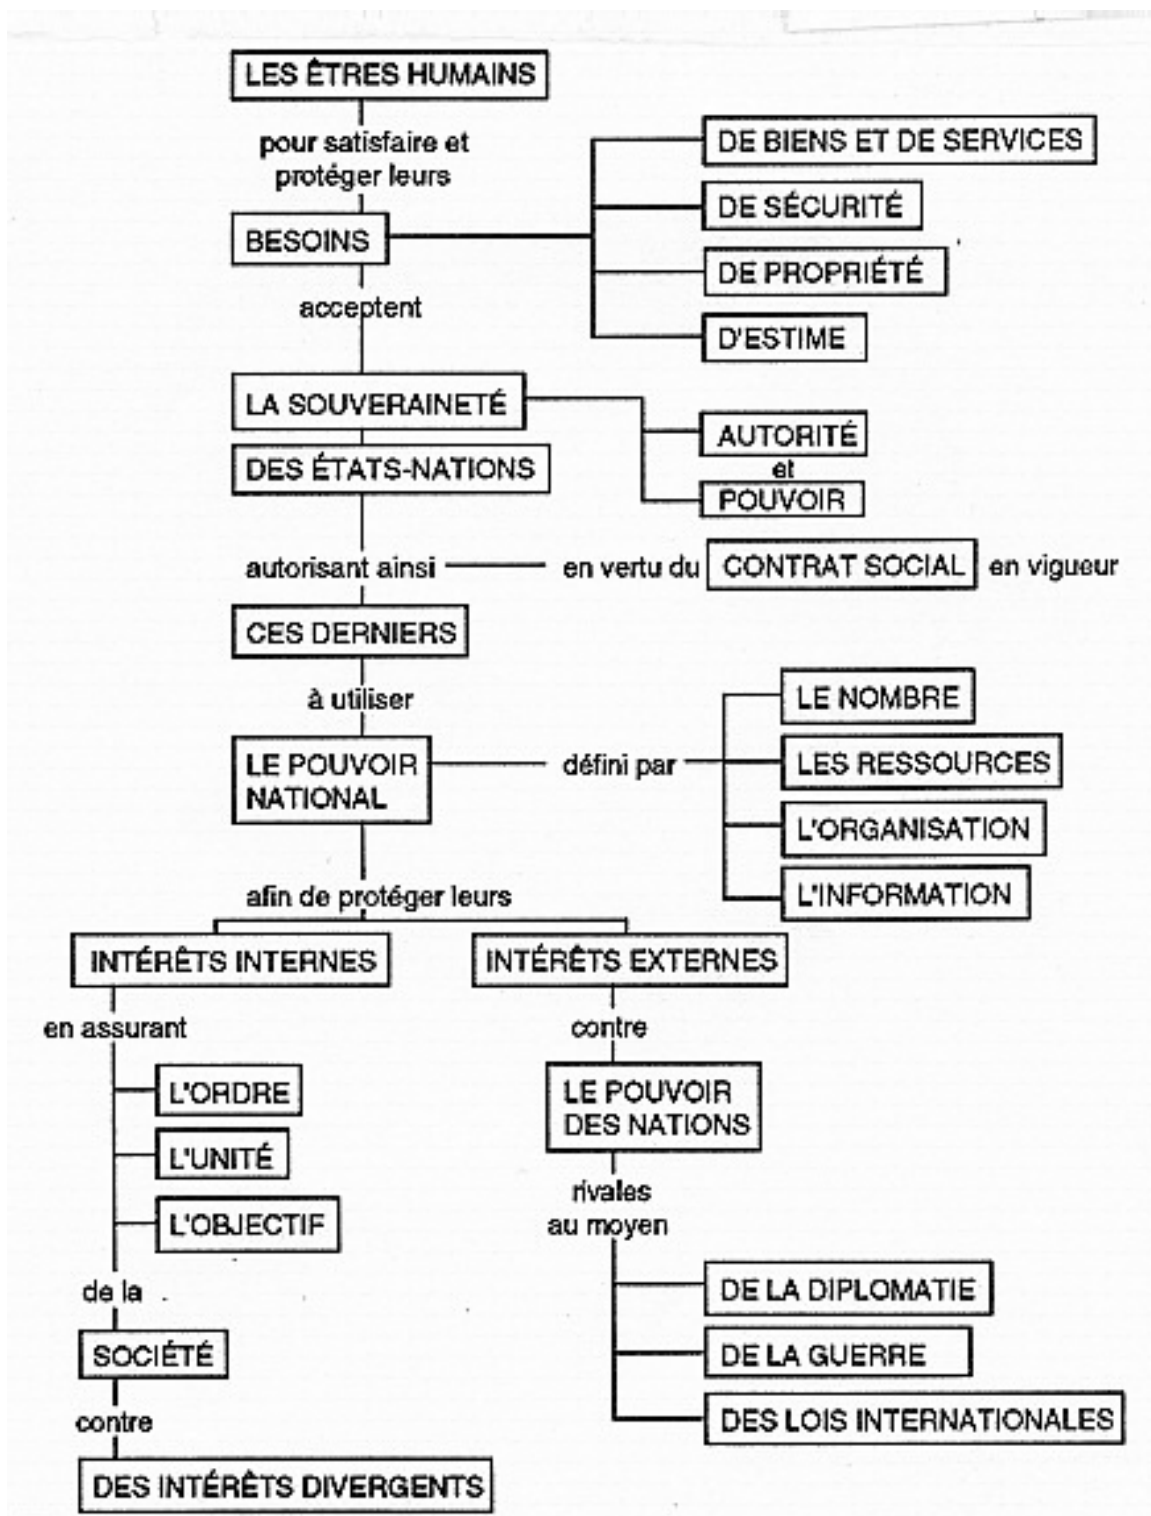 LES ÊTRES HUMAINS
pour satisfaire et
protéger leurs
BESOINS
DE BIENS ET DE SERVICES
DE SÉCURITÉ
DE PROPRIÉTÉ
D'ESTIME
acceptent
LA SOUVERAINETÉ
DES ÉTATS-NATIONS
AUTORITÉ
et
POUVOIR
autorisant ainsi
en vertu du CONTRAT SOCIAL en vigueur
CES DERNIERS
à utiliser
LE POUVOIR
NATIONAL
défini par
LE NOMBRE
LES RESSOURCES
L'ORGANISATION
L'INFORMATION
afin de protéger leurs
INTÉRÊTS INTERNES
en assurant
L'ORDRE
L'UNITÉ
L'OBJECTIF
de la
SOCIÉTÉ
contre
DES INTÉRÊTS DIVERGENTS
INTÉRÊTS EXTERNES
contre
LE POUVOIR
DES NATIONS
rivales
au moyen
DE LA DIPLOMATIE
DE LA GUERRE
DES LOIS INTERNATIONALES